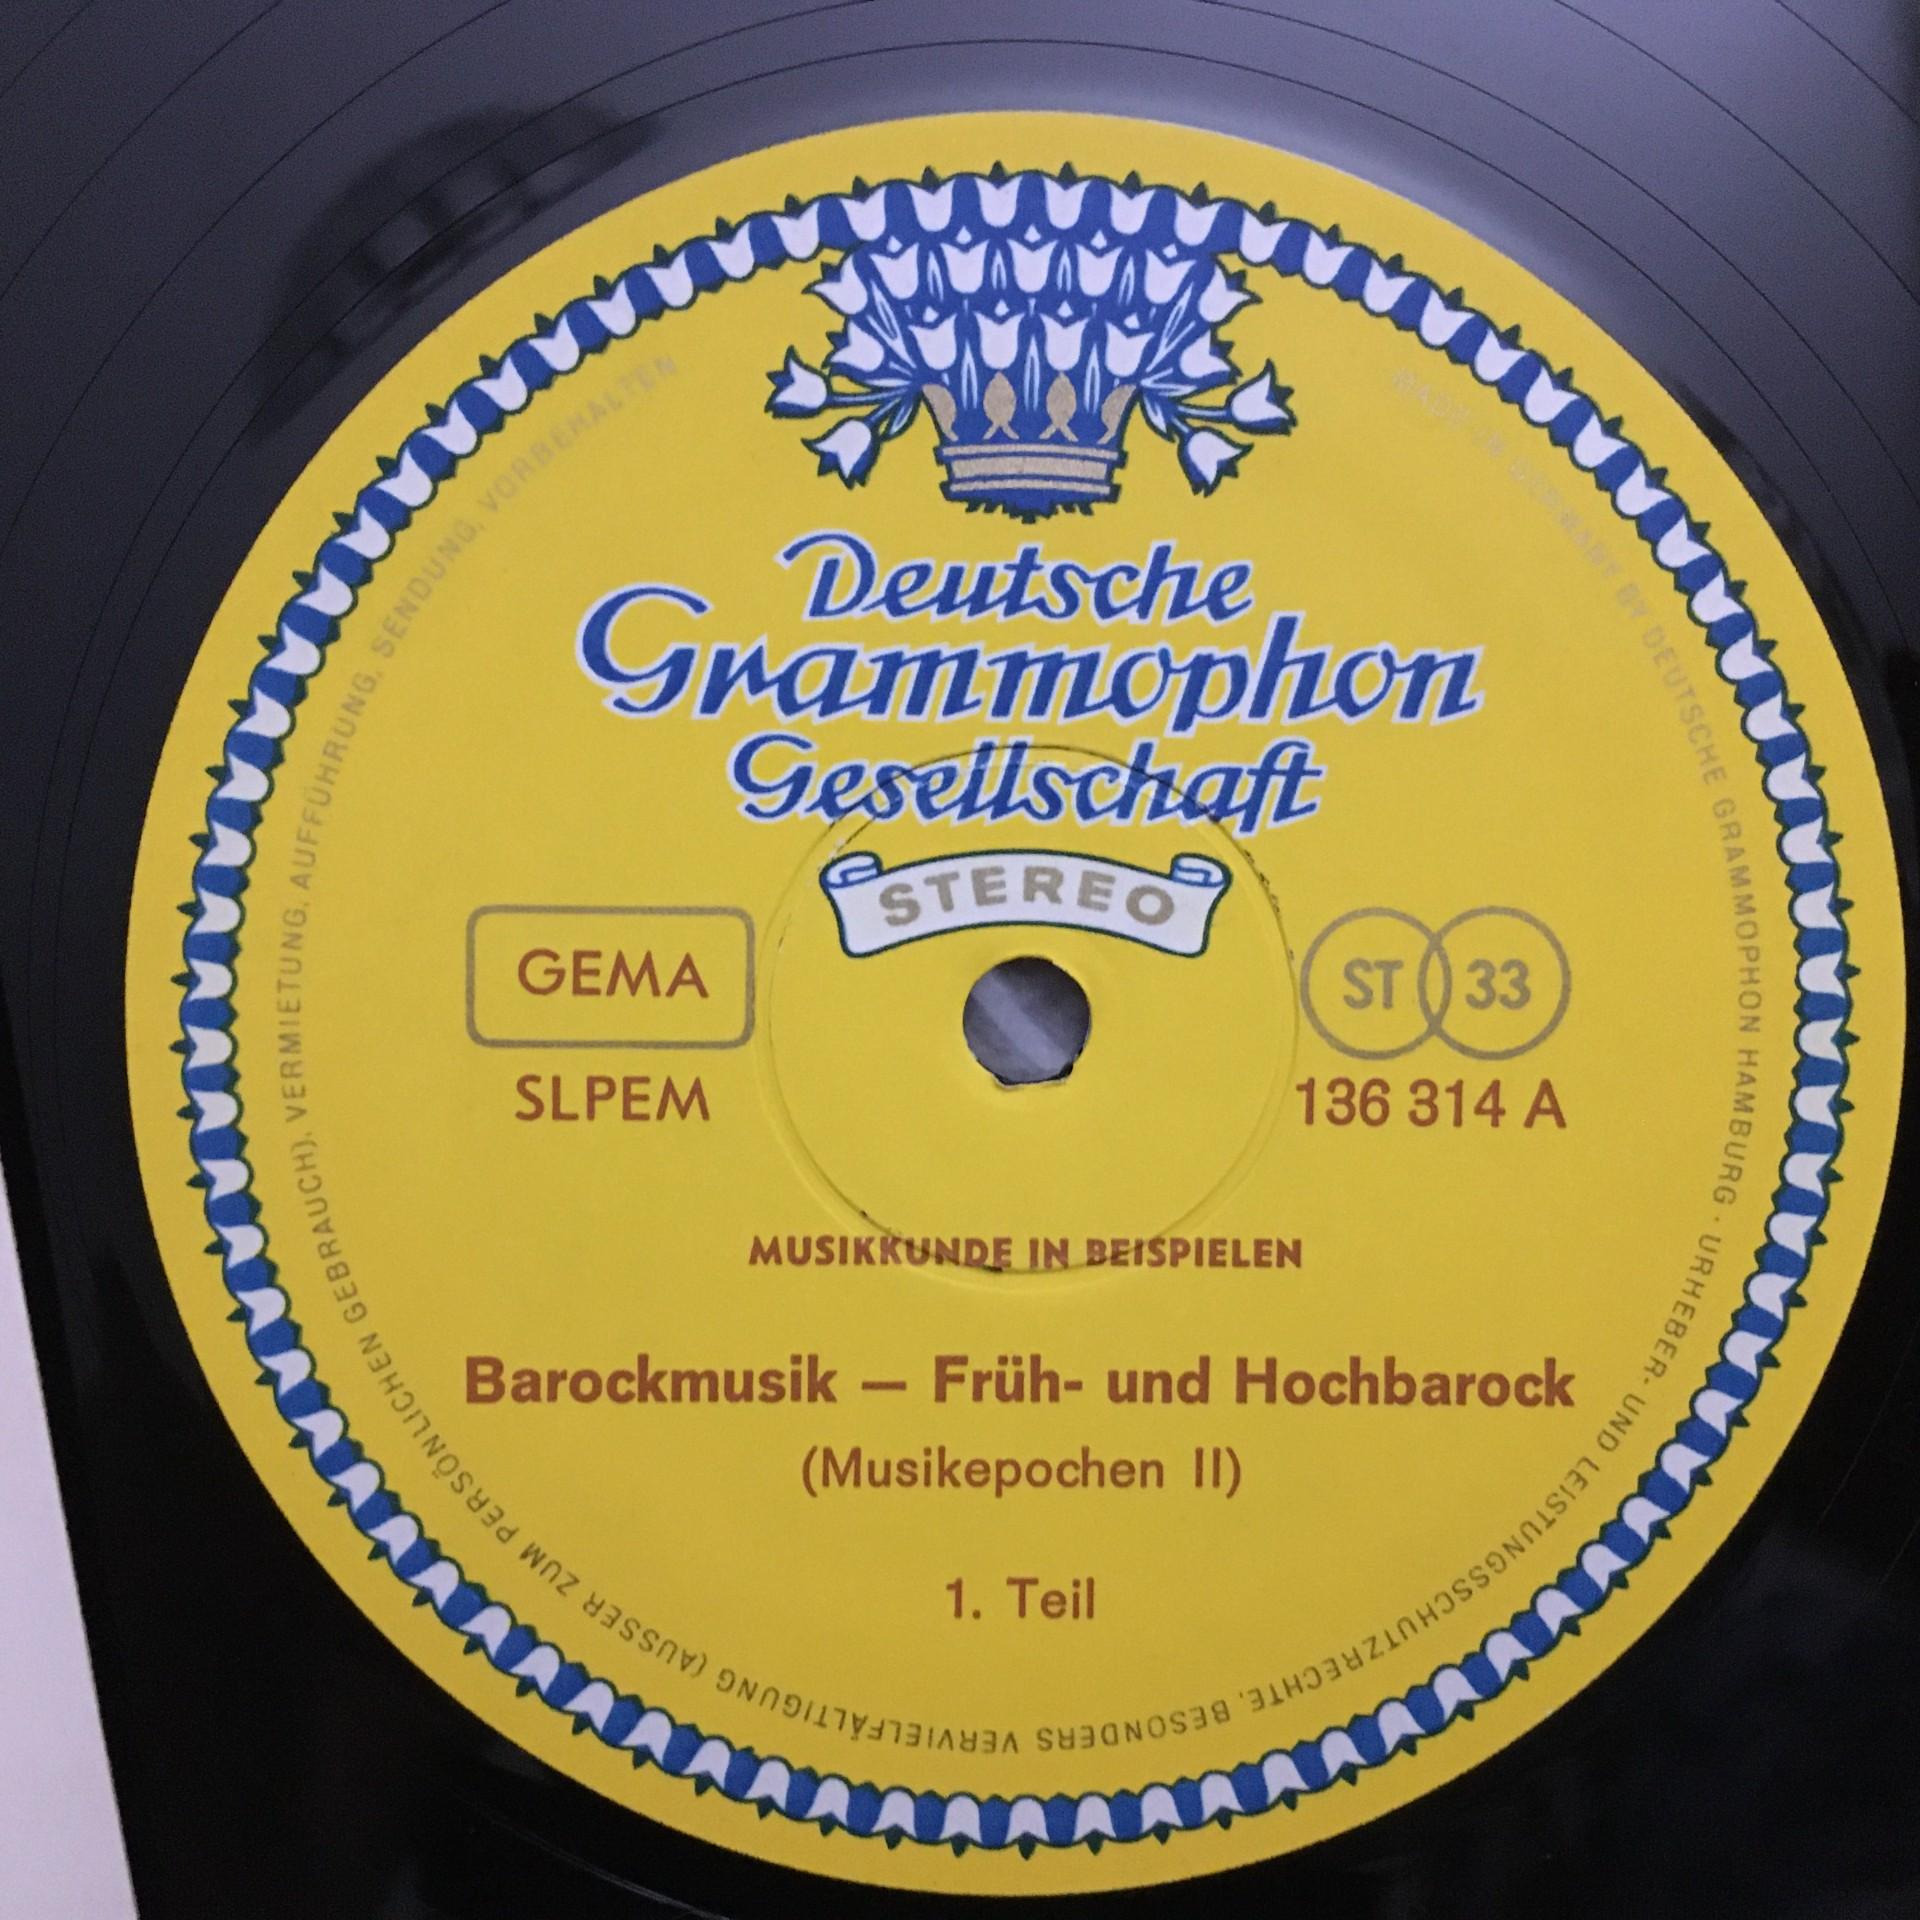 Deutsche
Grammophon
Gesellschaft
STEREO
GEMA
ST 33
SLPEM
136 314 A
MUSIKKUNDE IN BEISPIELEN
Barockmusik — Früh- und Hochbarock
(Musikepochen II)
1. Teil
MADE IN GERMANY BY DEUTSCHE GRAMMOPHON HAMBURG · URHEBER- UND LEISTUNGSSCHUTZRECHTE, BESONDERS VERVIELFÄLTIGUNG (AUSSER ZUM PERSÖNLICHEN GEBRAUCH), VERMIETUNG, AUFFÜHRUNG, SENDUNG, VORBEHALTEN